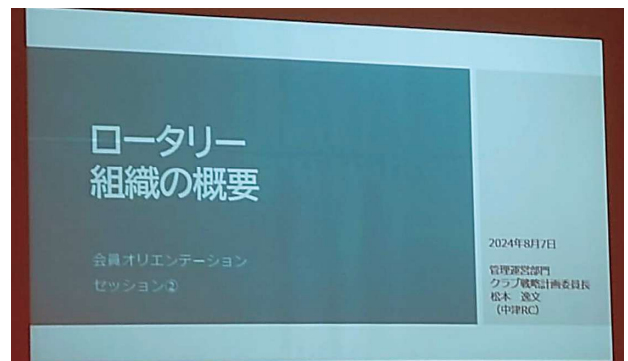 ロータリー
組織の概要
会員オリエンテーション
セッション②
2024年8月7日
管理運営部門
クラブ戦略計画委員長
松本　逸文
（中津RC）